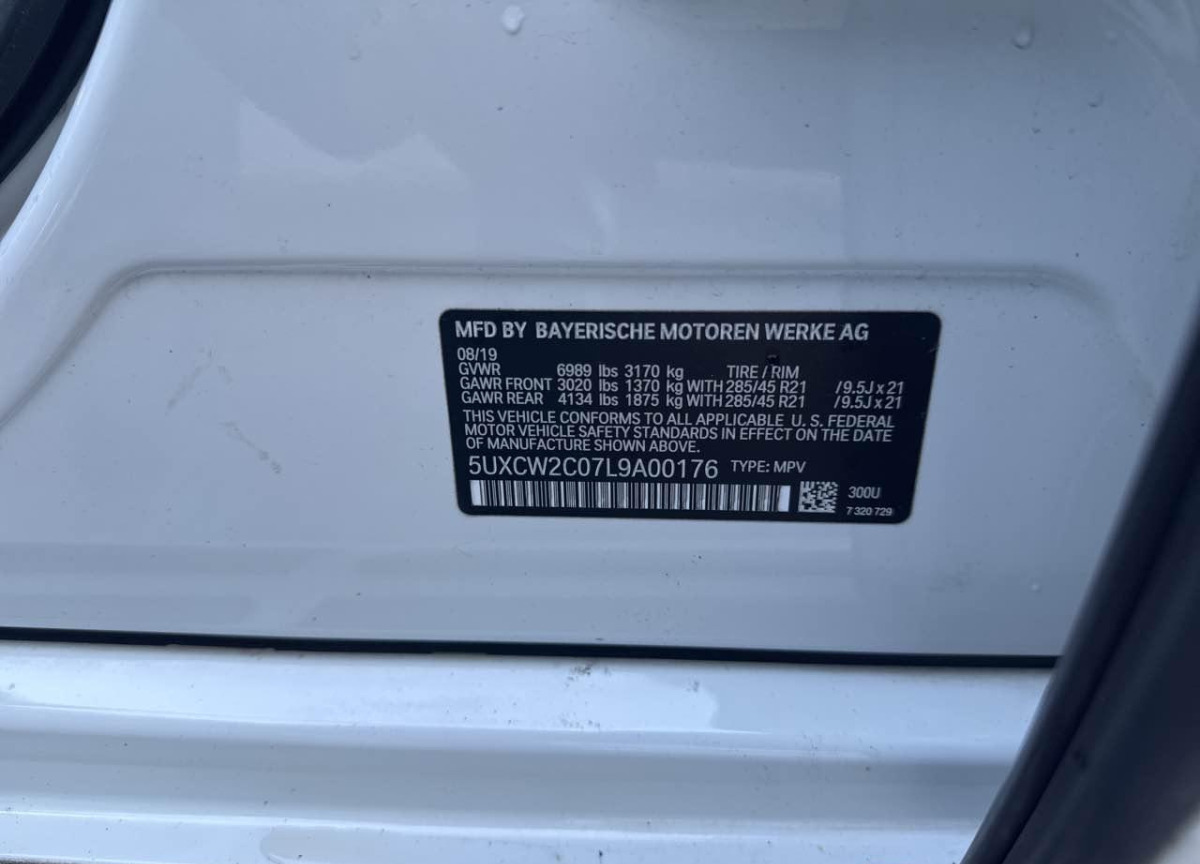 MFD BY BAYERISCHE MOTOREN WERKE AG
08/19
GVWR 6989 lbs 3170 kg TIRE / RIM
GAWR FRONT 3020 lbs 1370 kg WITH 285/45 R21 /9.5J x 21
GAWR REAR 4134 lbs 1875 kg WITH 285/45 R21 /9.5J x 21
THIS VEHICLE CONFORMS TO ALL APPLICABLE U. S. FEDERAL
MOTOR VEHICLE SAFETY STANDARDS IN EFFECT ON THE DATE
OF MANUFACTURE SHOWN ABOVE.
5UXCW2C07L9A00176 TYPE: MPV
300U
7 320 729